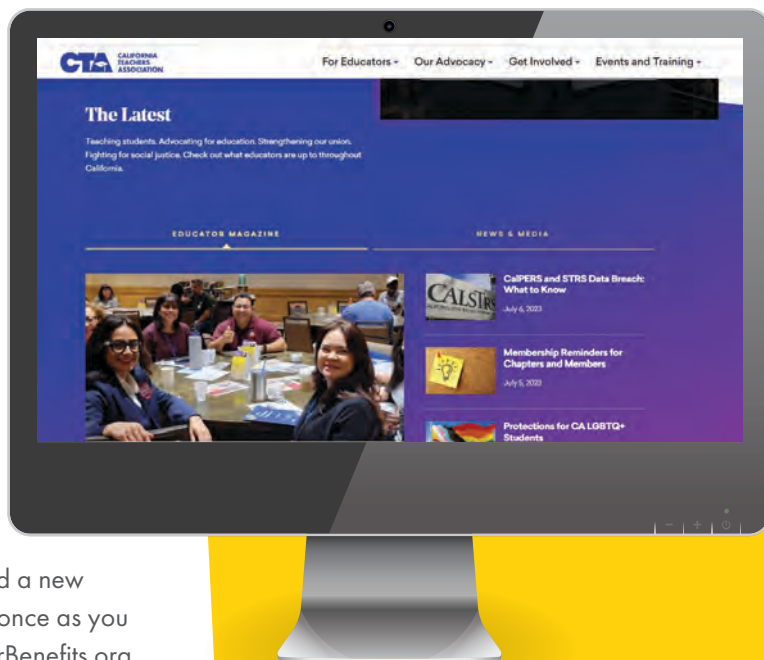 CTA
CALIFORNIA
TEACHERS
ASSOCIATION
For Educators
Our Advocacy
Get Involved
Events and Training
The Latest
Teaching students. Advocating for education. Strengthening our union.
Fighting for social justice. Check out what educators are up to throughout
California.
EDUCATOR MAGAZINE
NEWS & MEDIA
CALSTRS
CalPERS and STRS Data Breach:
What to Know
July 6, 2023
Membership Reminders for
Chapters and Members
July 5, 2023
Protections for CA LGBTQ+
Students
d a new
once as you
rBenefits.org